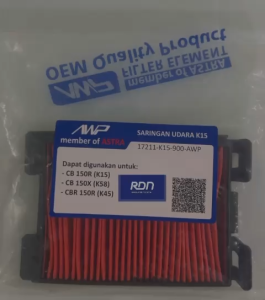 OEM Quality Product
AWP
FILTER ELEMENT
member of ASTRA
AWP
member of ASTRA
SARINGAN UDARA K15
17211-K15-900-AWP
Dapat digunakan untuk:
- CB 150R (K15)
- CB 150X (K58)
- CBR 150R (K45)
RDN